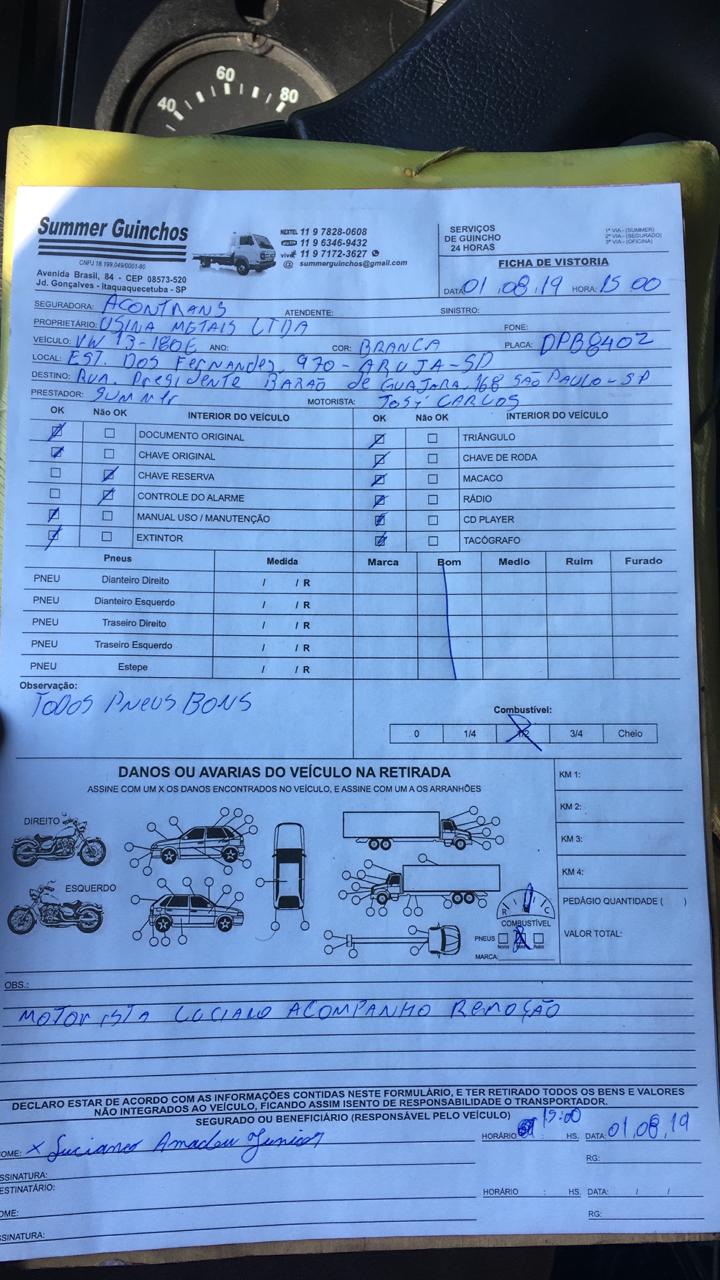 40 60 80
Summer Guinchos
CNPJ 18.199.049/0001-80
Avenida Brasil, 84 - CEP 08573-520
Jd. Gonçalves - Itaquaquecetuba - SP
NEXTEL 11 9 7828-0608
11 9 6346-9432
vivo 11 9 7172-3627
summerguinchos@gmail.com
SERVIÇOS
DE GUINCHO
24 HORAS
1ª VIA - (SUMMER)
2ª VIA - (SEGURADO)
3ª VIA - (OFICINA)
FICHA DE VISTORIA
DATA: 01/08/19 HORA: 15:00
SEGURADORA: ACONTRANS ATENDENTE: SINISTRO:
PROPRIETÁRIO: USINA METAIS LTDA FONE:
VEÍCULO: VW 13-180E ANO: COR: BRANCA PLACA: DPB8402
LOCAL: EST. DOS FERNANDES, 970 - ARUJA-SP
DESTINO: RUA. PresiDente BARÃO de GUAJARA, 168 SÃO PAULO-SP
PRESTADOR: SUMMER MOTORISTA: JOSÉ CARLOS
OK Não OK INTERIOR DO VEÍCULO OK Não OK INTERIOR DO VEÍCULO
DOCUMENTO ORIGINAL TRIÂNGULO
CHAVE ORIGINAL CHAVE DE RODA
CHAVE RESERVA MACACO
CONTROLE DO ALARME RÁDIO
MANUAL USO / MANUTENÇÃO CD PLAYER
EXTINTOR TACÓGRAFO
Pneus Medida Marca Bom Medio Ruim Furado
PNEU Dianteiro Direito / / R
PNEU Dianteiro Esquerdo / / R
PNEU Traseiro Direito / / R
PNEU Traseiro Esquerdo / / R
PNEU Estepe / / R
Observação:
TODOS PNEUS BONS
Combustível:
0 1/4 1/2 3/4 Cheio
DANOS OU AVARIAS DO VEÍCULO NA RETIRADA
ASSINE COM UM X OS DANOS ENCONTRADOS NO VEÍCULO, E ASSINE COM UM A OS ARRANHÕES
KM 1:
KM 2:
KM 3:
KM 4:
PEDÁGIO QUANTIDADE ( )
VALOR TOTAL:
DIREITO
ESQUERDO
R C
COMBUSTÍVEL
PNEUS
MARCA:
OBS.:
MOTORISTA LUCIANO ACOMPANHO REMOÇÃO
DECLARO ESTAR DE ACORDO COM AS INFORMAÇÕES CONTIDAS NESTE FORMULÁRIO, E TER RETIRADO TODOS OS BENS E VALORES
NÃO INTEGRADOS AO VEÍCULO, FICANDO ASSIM ISENTO DE RESPONSABILIDADE O TRANSPORTADOR.
SEGURADO OU BENEFICIÁRIO (RESPONSÁVEL PELO VEÍCULO)
OME: X Luciano Amadeu Junior HORÁRIO 15:00 HS. DATA: 01/08/19
SSINATURA: RG:
ESTINATÁRIO: HORÁRIO : HS. DATA: / /
OME: RG:
SSINATURA: